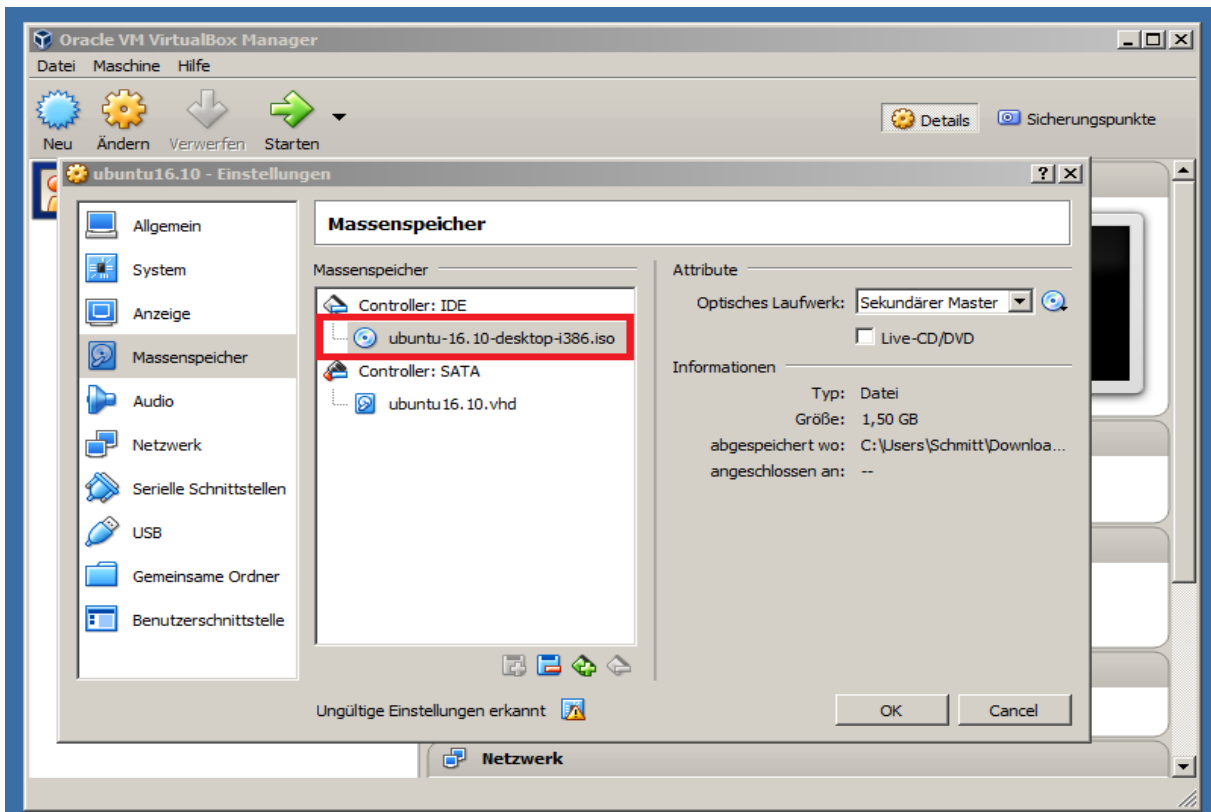 Oracle VM VirtualBox Manager
Datei Maschine Hilfe
Neu Ändern Verwerfen Starten
Details Sicherungspunkte
ubuntu16.10 - Einstellungen
Allgemein
System
Anzeige
Massenspeicher
Audio
Netzwerk
Serielle Schnittstellen
USB
Gemeinsame Ordner
Benutzerschnittstelle
Massenspeicher
Massenspeicher
Controller: IDE
ubuntu-16.10-desktop-i386.iso
Controller: SATA
ubuntu16.10.vhd
Attribute
Optisches Laufwerk: Sekundärer Master
Live-CD/DVD
Informationen
Typ: Datei
Größe: 1,50 GB
abgespeichert wo: C:\Users\Schmitt\Downloa...
angeschlossen an: --
Ungültige Einstellungen erkannt
OK Cancel
Netzwerk